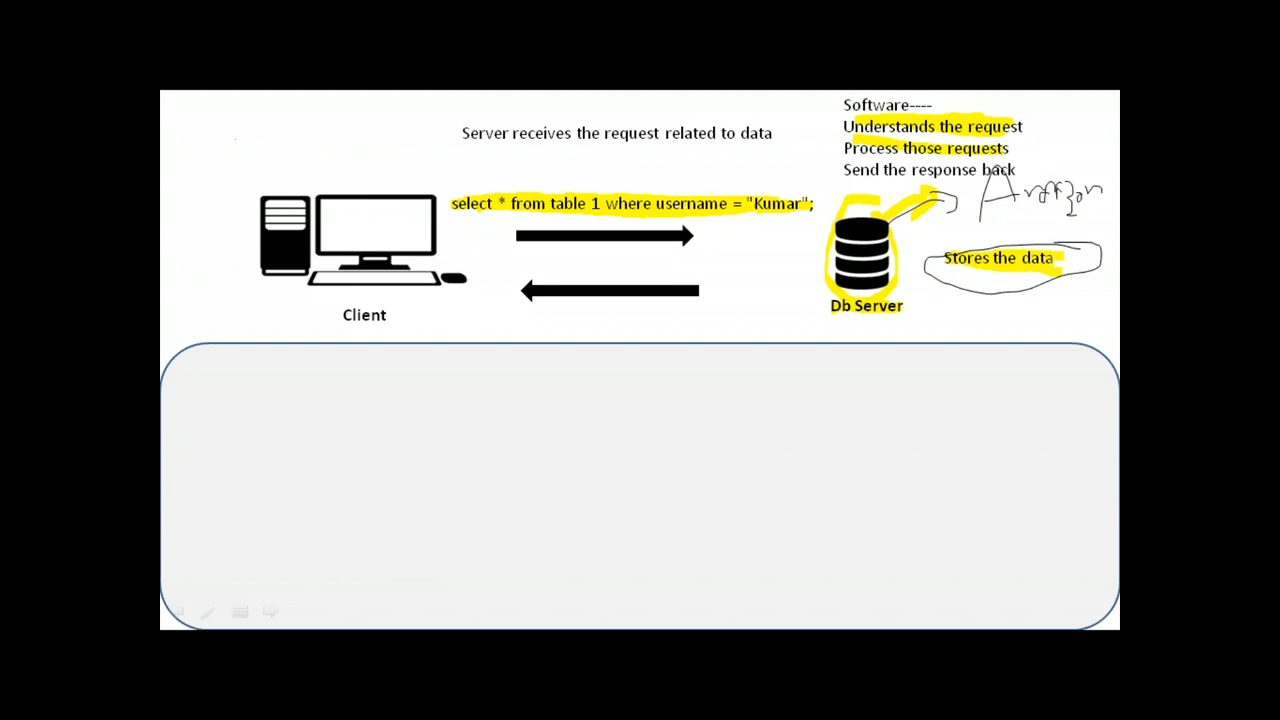 Software----
Understands the request
Server receives the request related to data
Process those requests
Send the response back
select * from table 1 where username = "Kumar";
Stores the data
Db Server
Client